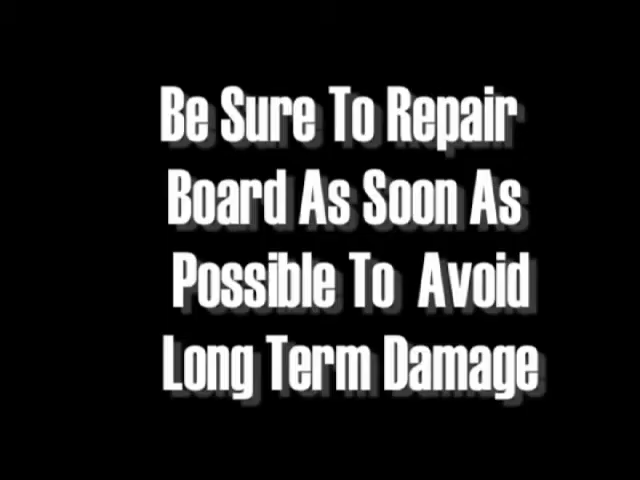 Be Sure To Repair
Board As Soon As
Possible To Avoid
Long Term Damage